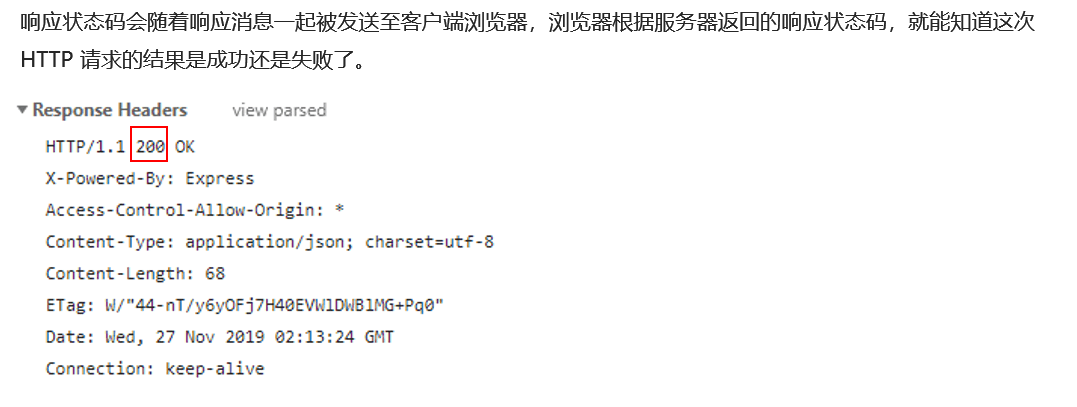 响应状态码会随着响应消息一起被发送至客户端浏览器，浏览器根据服务器返回的响应状态码，就能知道这次
HTTP 请求的结果是成功还是失败了。
Response Headers view parsed
HTTP/1.1 200 OK
X-Powered-By: Express
Access-Control-Allow-Origin: *
Content-Type: application/json; charset=utf-8
Content-Length: 68
ETag: W/"44-nT/y6yOFj7H40EVWlDWBlMG+Pq0"
Date: Wed, 27 Nov 2019 02:13:24 GMT
Connection: keep-alive